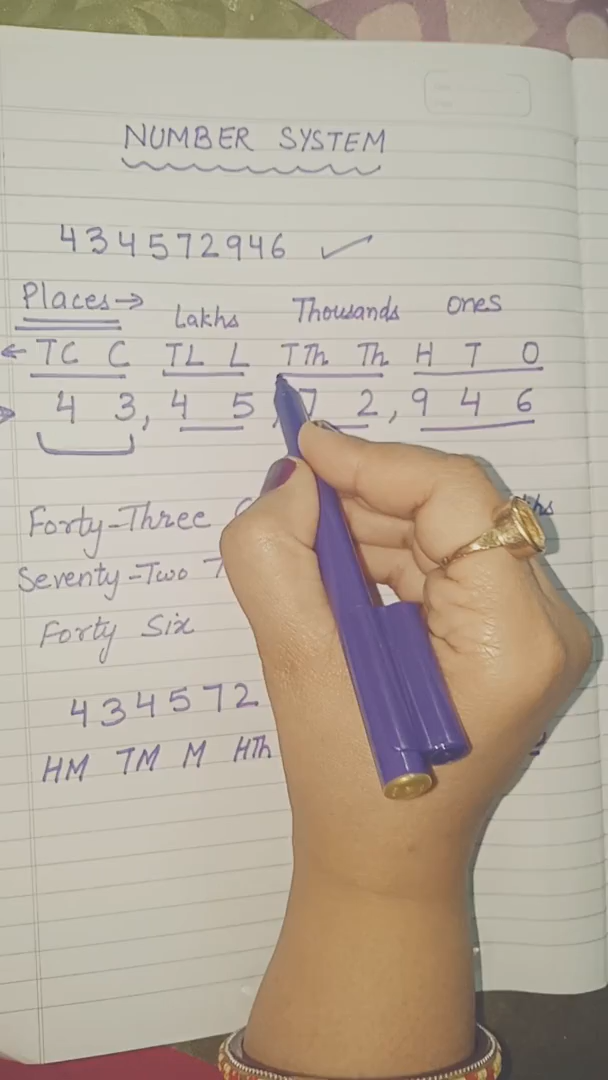 NUMBER SYSTEM
434572946 ✓
Places→ Lakhs Thousands Ones
← TC C TL L TTh Th H T O
4 3, 4 5, 7 2, 9 4 6
Forty-Three
Seventy-Two
Forty Six
434572
HM TM M HTh